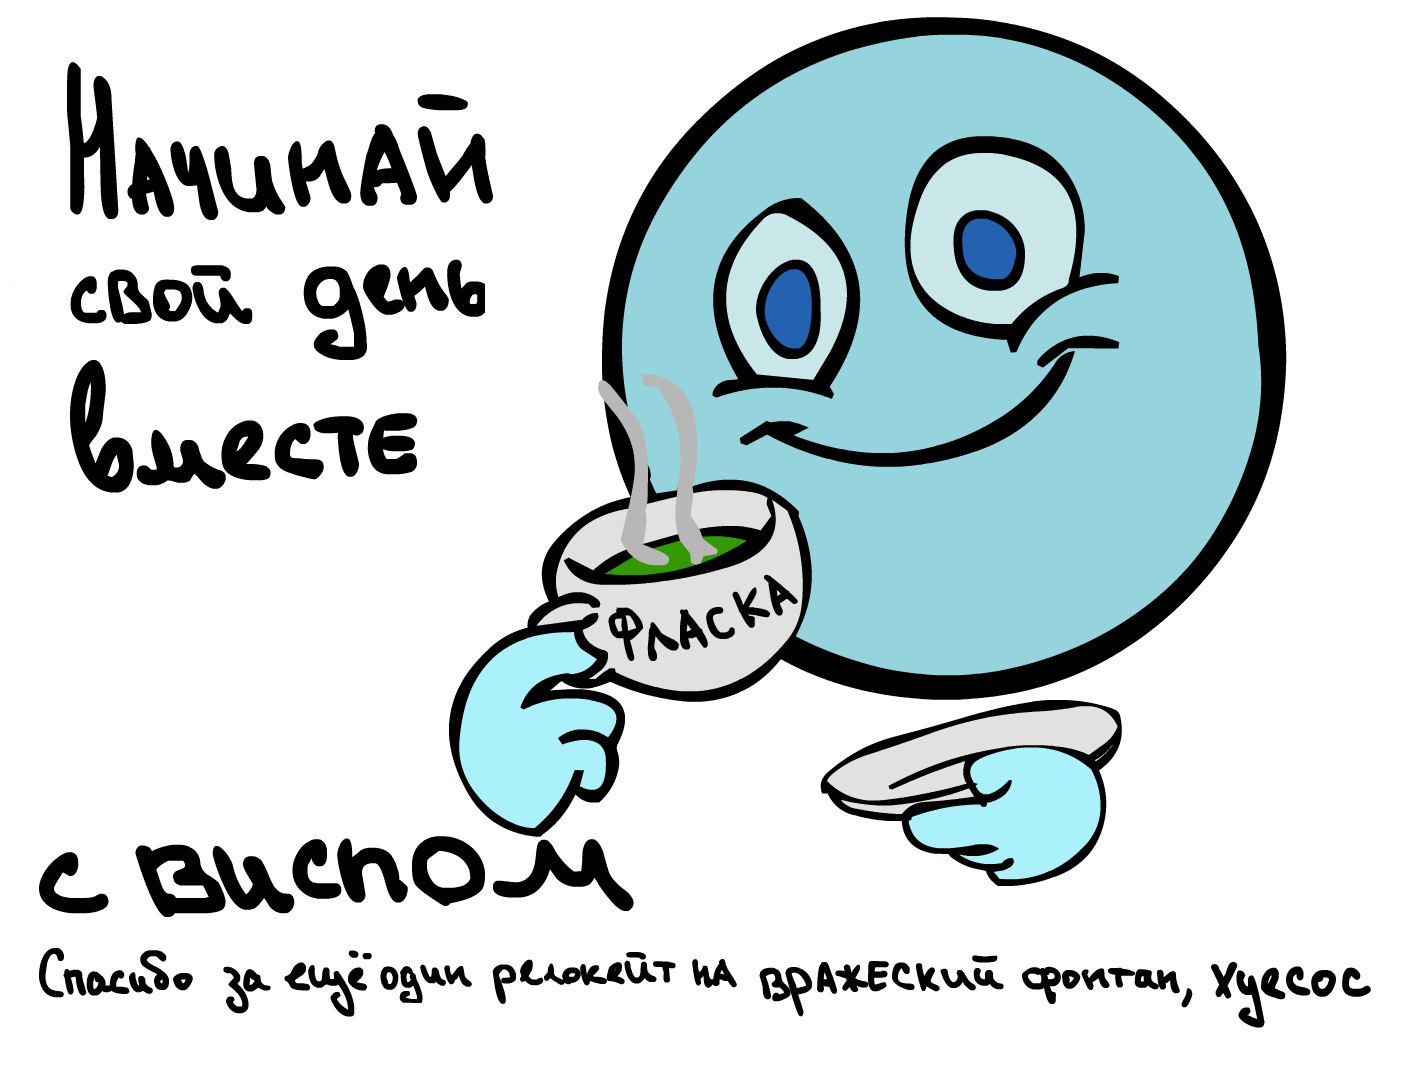 Начинай
свой день
вместе
ФЛАСКА
с виспом
Спасибо за ещё один релокейт на вражеский фонтан, хуесос